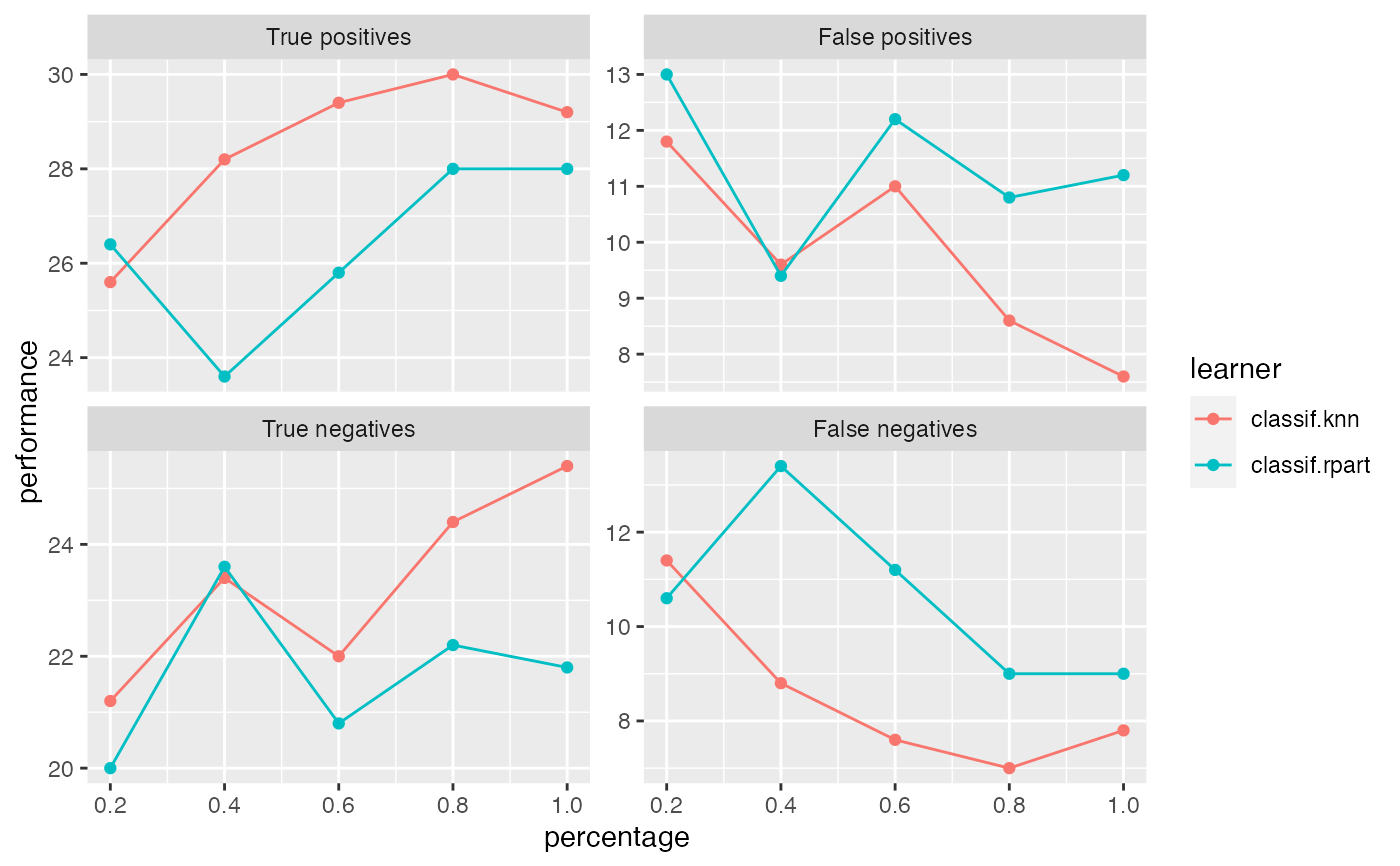 True positives
False positives
30
28
26
24
13
12
11
10
9
8
performance
True negatives
False negatives
24
22
20
12
10
8
0.2 0.4 0.6 0.8 1.0
0.2 0.4 0.6 0.8 1.0
percentage
learner
classif.knn
classif.rpart